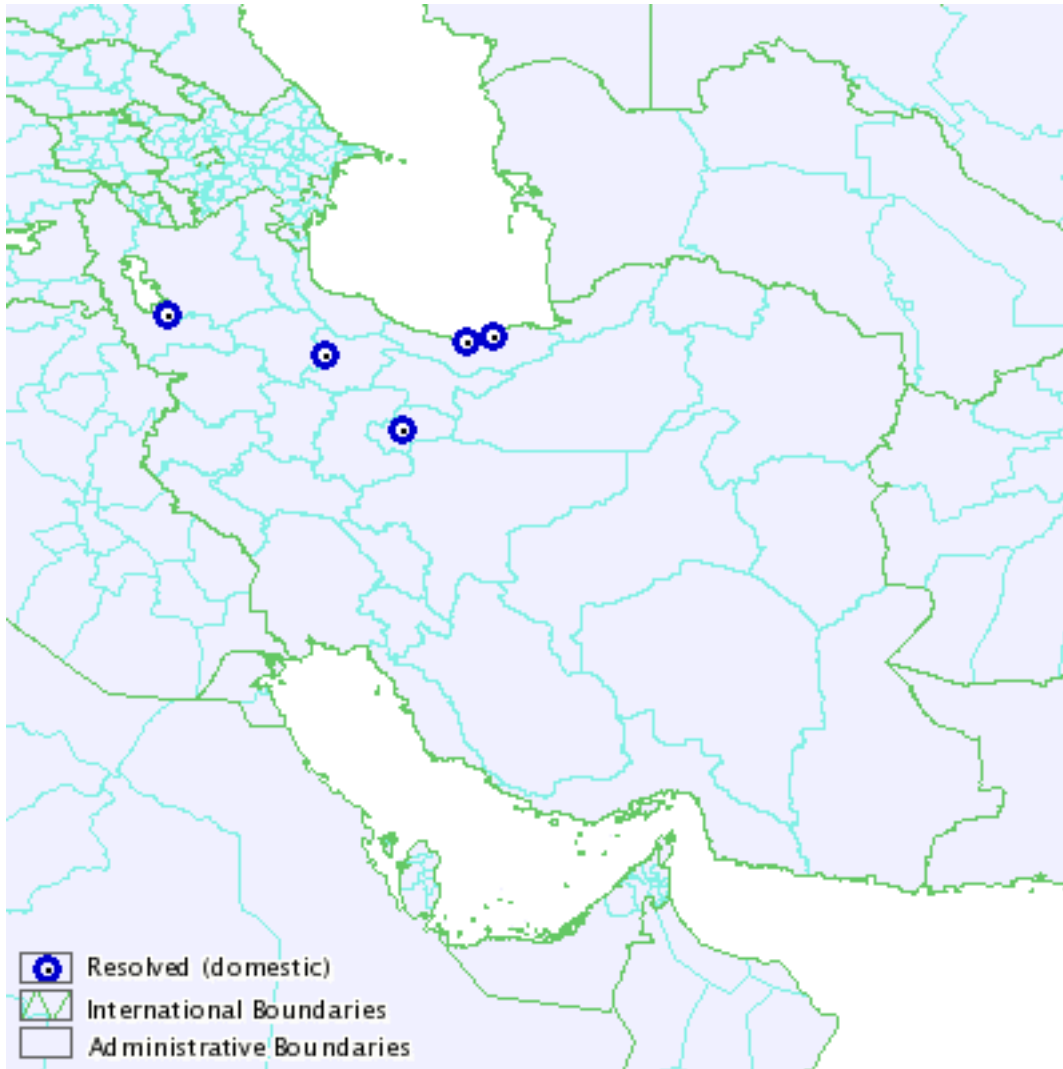 Resolved (domestic)
International Boundaries
Administrative Boundaries